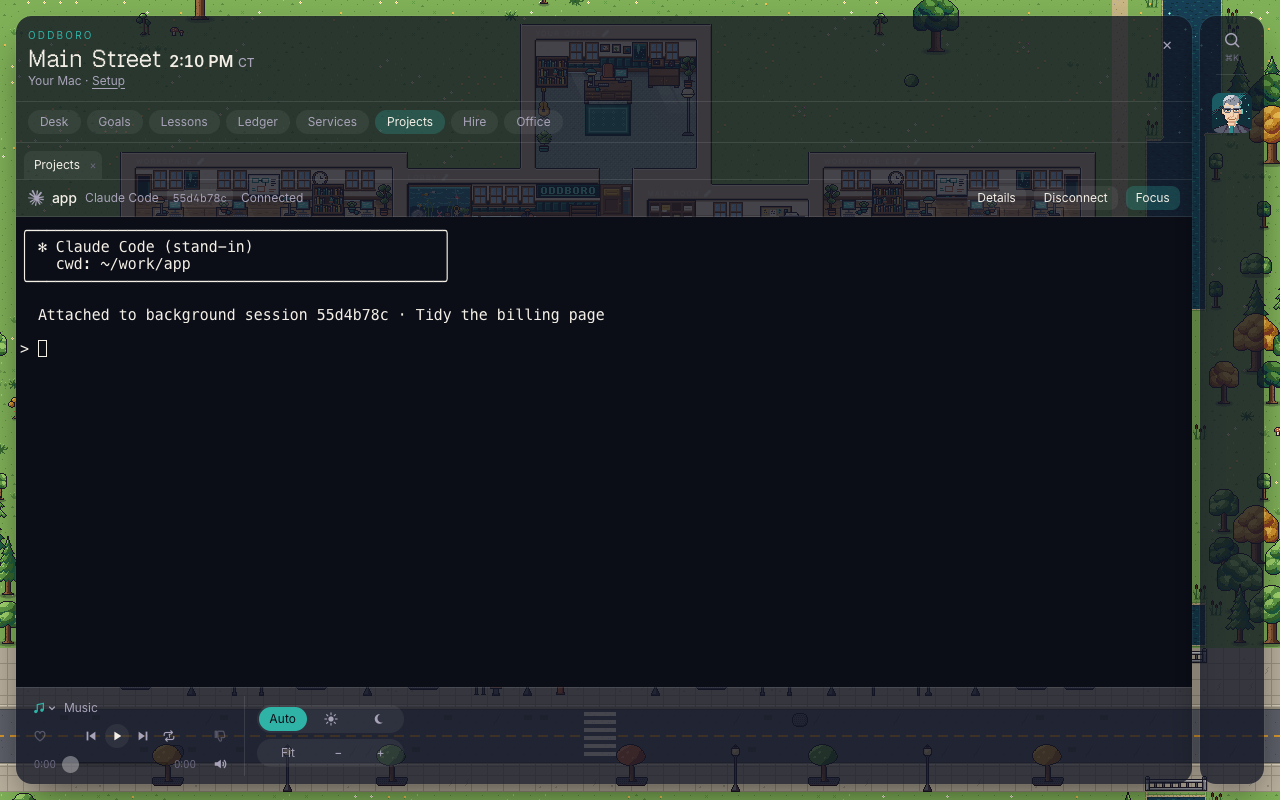 ODDBORO
Main Street 2:10 PM CT
Your Mac · Setup
×
⌘K
Desk Goals Lessons Ledger Services Projects Hire Office
Projects ×
ODDBORO
app Claude Code 55d4b78c Connected Details Disconnect Focus
✻ Claude Code (stand-in)
cwd: ~/work/app
Attached to background session 55d4b78c · Tidy the billing page
>
Music
Auto
Fit − +
0:00 0:00